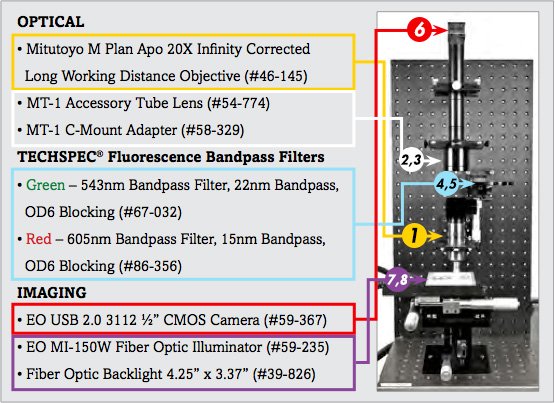 OPTICAL
• Mitutoyo M Plan Apo 20X Infinity Corrected
Long Working Distance Objective (#46-145)
• MT-1 Accessory Tube Lens (#54-774)
• MT-1 C-Mount Adapter (#58-329)
TECHSPEC® Fluorescence Bandpass Filters
• Green – 543nm Bandpass Filter, 22nm Bandpass,
OD6 Blocking (#67-032)
• Red – 605nm Bandpass Filter, 15nm Bandpass,
OD6 Blocking (#86-356)
IMAGING
• EO USB 2.0 3112 ½” CMOS Camera (#59-367)
• EO MI-150W Fiber Optic Illuminator (#59-235)
• Fiber Optic Backlight 4.25” x 3.37” (#39-826)
6
2,3
4,5
1
7,8